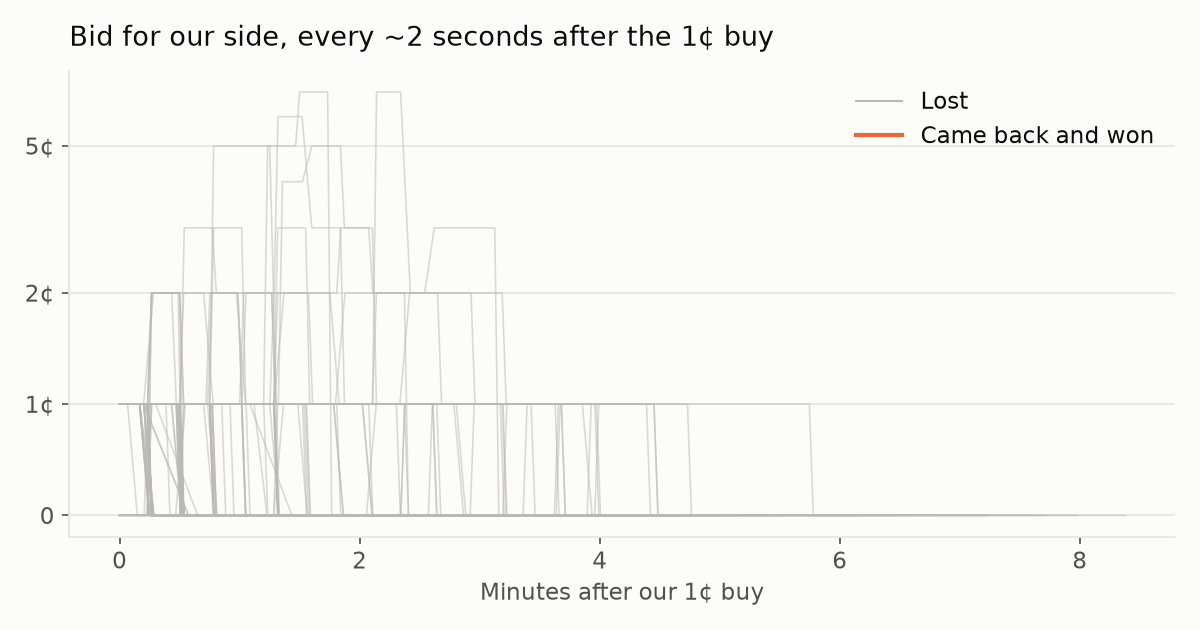 Bid for our side, every ~2 seconds after the 1¢ buy
Lost
Came back and won
5¢
2¢
1¢
0
0 2 4 6 8
Minutes after our 1¢ buy